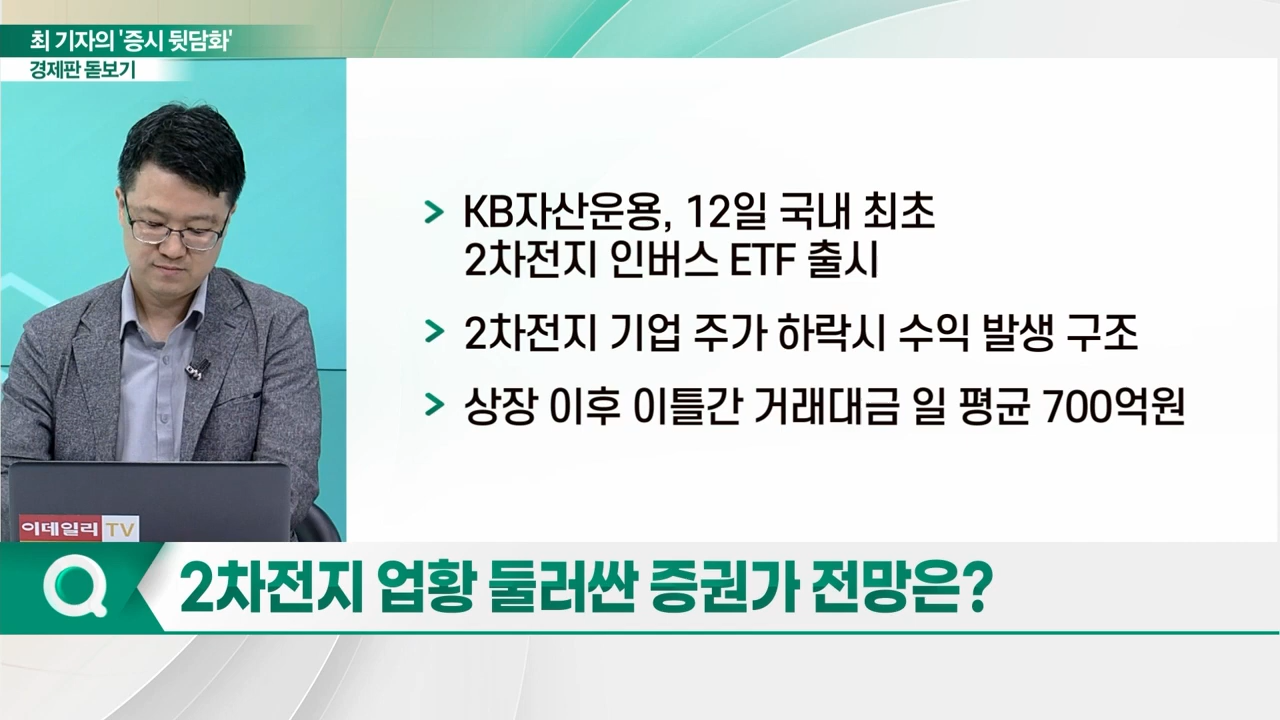 최 기자의 '증시 뒷담화'
경제판 돋보기
> KB자산운용, 12일 국내 최초
2차전지 인버스 ETF 출시
> 2차전지 기업 주가 하락시 수익 발생 구조
> 상장 이후 이틀간 거래대금 일 평균 700억원
이데일리 TV
Q 2차전지 업황 둘러싼 증권가 전망은?